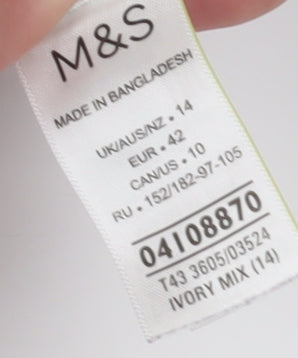 M&S
MADE IN BANGLADESH
UK/AUS/NZ • 14
EUR • 42
CAN/US • 10
RU • 152/182-97-105
04108870
T43 3605/03524
IVORY MIX (14)